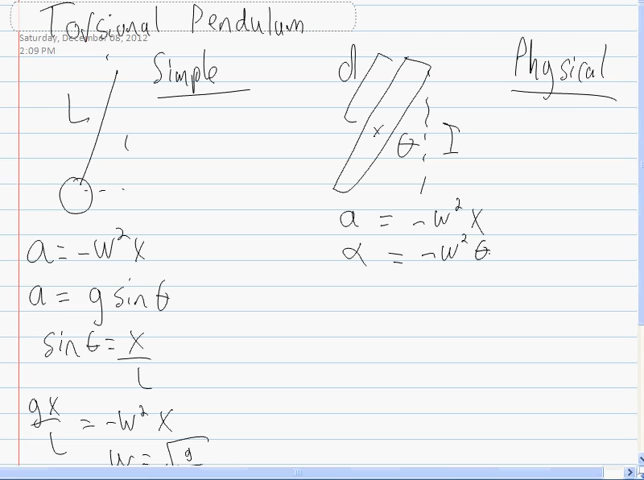 Torsional Pendulum
Saturday, December 08, 2012
2:09 PM
Simple
L
a = -w² x
a = g sin θ
sin θ = x/L
gx/L = -w² x
w = √g
d
Physical
x
θ
I
a = -w² x
α = -w² θ